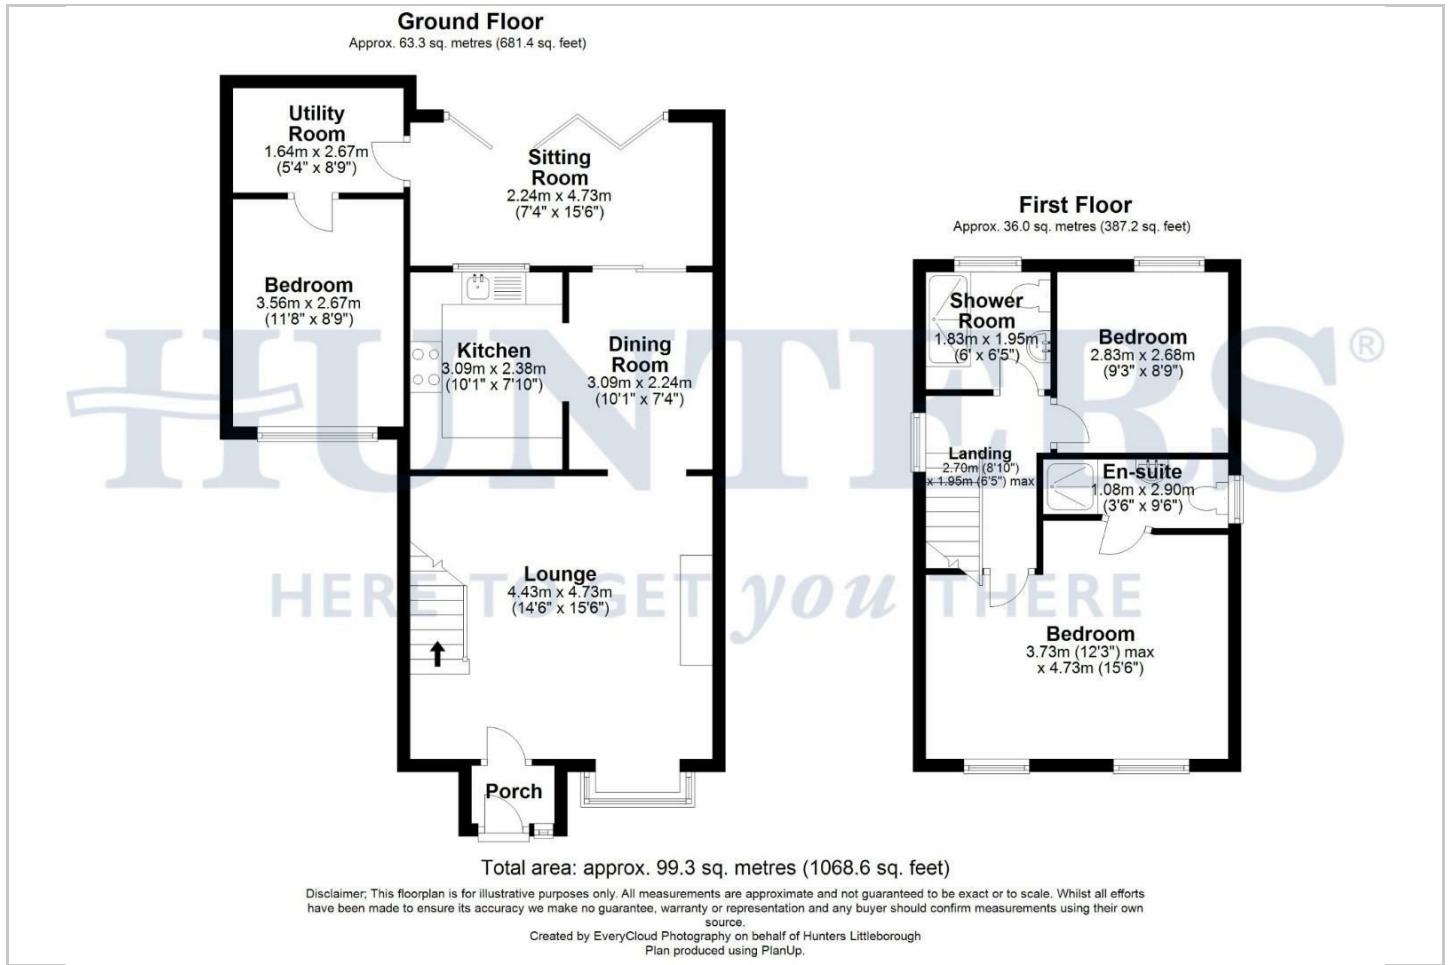 Ground Floor
Approx. 63.3 sq. metres (681.4 sq. feet)
Utility
Room
1.64m x 2.67m
(5'4" x 8'9")
Sitting
Room
2.24m x 4.73m
(7'4" x 15'6")
Bedroom
3.56m x 2.67m
(11'8" x 8'9")
Kitchen
3.09m x 2.38m
(10'1" x 7'10")
Dining
Room
3.09m x 2.24m
(10'1" x 7'4")
Lounge
4.43m x 4.73m
(14'6" x 15'6")
Porch
First Floor
Approx. 36.0 sq. metres (387.2 sq. feet)
Shower
Room
1.83m x 1.95m
(6' x 6'5")
Bedroom
2.83m x 2.68m
(9'3" x 8'9")
Landing
2.70m (8'10")
x 1.95m (6'5") max
En-suite
1.08m x 2.90m
(3'6" x 9'6")
Bedroom
3.73m (12'3") max
x 4.73m (15'6")
HUNTERS®
HERE TO GET you THERE
Total area: approx. 99.3 sq. metres (1068.6 sq. feet)
Disclaimer; This floorplan is for illustrative purposes only. All measurements are approximate and not guaranteed to be exact or to scale. Whilst all efforts
have been made to ensure its accuracy we make no guarantee, warranty or representation and any buyer should confirm measurements using their own
source.
Created by EveryCloud Photography on behalf of Hunters Littleborough
Plan produced using PlanUp.